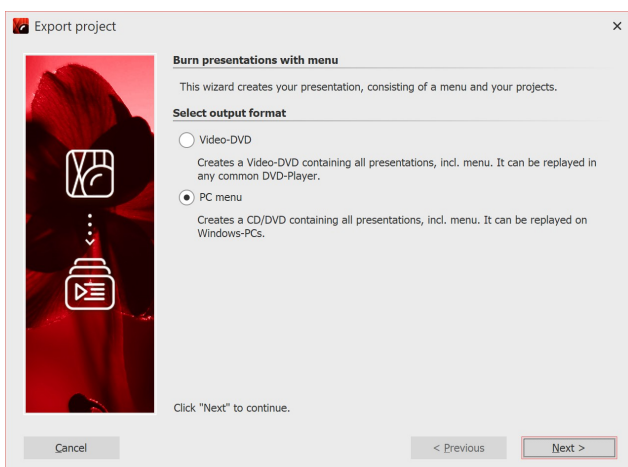 Export project
Burn presentations with menu
This wizard creates your presentation, consisting of a menu and your projects.
Select output format
Video-DVD
Creates a Video-DVD containing all presentations, incl. menu. It can be replayed in
any common DVD-Player.
PC menu
Creates a CD/DVD containing all presentations, incl. menu. It can be replayed on
Windows-PCs.
Click "Next" to continue.
Cancel
< Previous
Next >